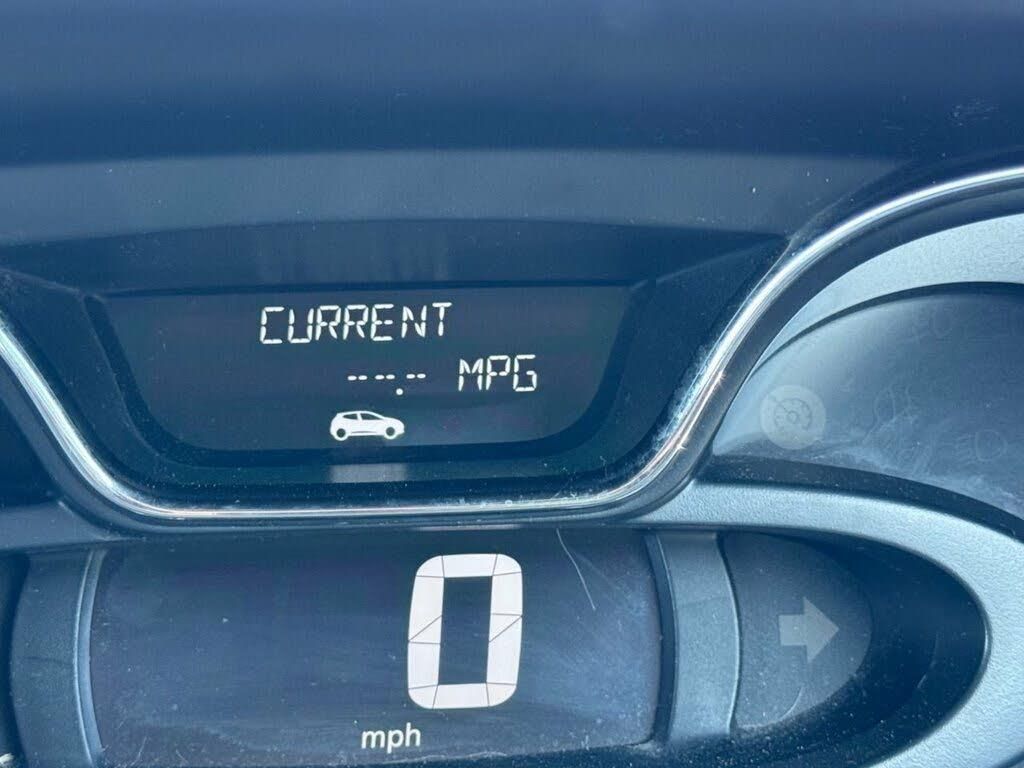 CURRENT
--.- MPG
0
mph